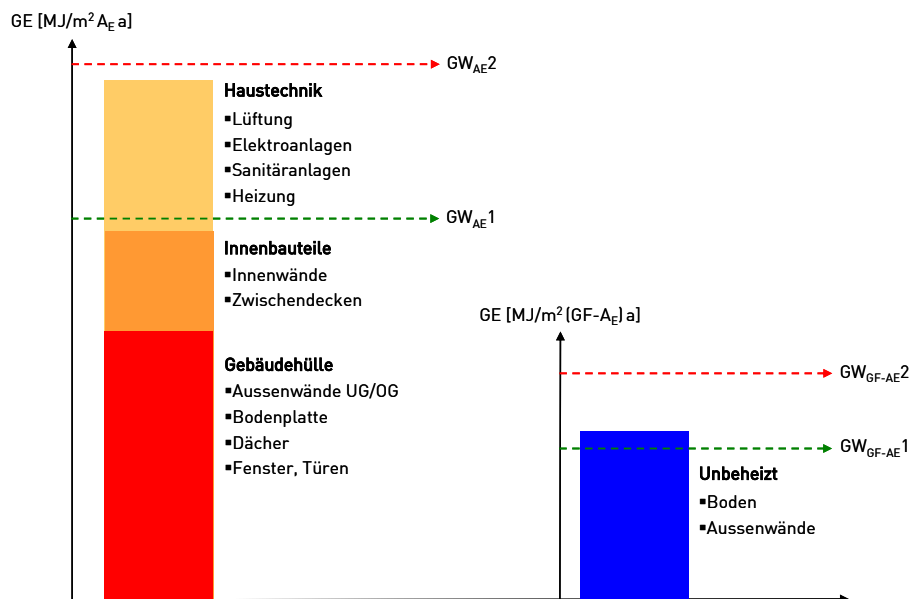 GE [MJ/m² A_E a]
GW_AE2
Haustechnik
▪Lüftung
▪Elektroanlagen
▪Sanitäranlagen
▪Heizung
GW_AE1
Innenbauteile
▪Innenwände
▪Zwischendecken
Gebäudehülle
▪Aussenwände UG/OG
▪Bodenplatte
▪Dächer
▪Fenster, Türen
GE [MJ/m² (GF-A_E) a]
GW_GF-AE2
GW_GF-AE1
Unbeheizt
▪Boden
▪Aussenwände